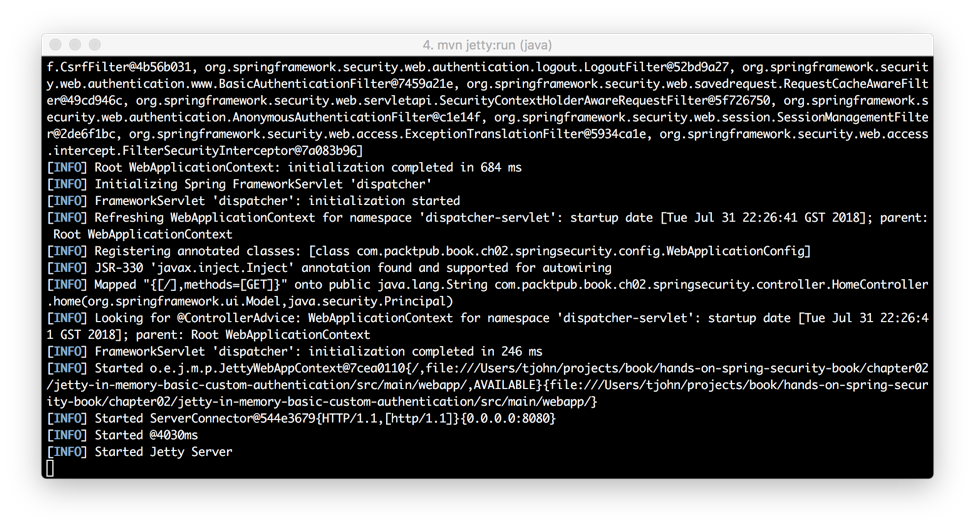 4. mvn jetty:run (java)
f.CsrfFilter@4b56b031, org.springframework.security.web.authentication.logout.LogoutFilter@52bd9a27, org.springframework.securit
y.web.authentication.www.BasicAuthenticationFilter@7459a21e, org.springframework.security.web.savedrequest.RequestCacheAwareFilt
er@49cd946c, org.springframework.security.web.servletapi.SecurityContextHolderAwareRequestFilter@5f726750, org.springframework.s
ecurity.web.authentication.AnonymousAuthenticationFilter@c1e14f, org.springframework.security.web.session.SessionManagementFilte
r@2de6f1bc, org.springframework.security.web.access.ExceptionTranslationFilter@5934ca1e, org.springframework.security.web.access
.intercept.FilterSecurityInterceptor@7a083b96]
[INFO] Root WebApplicationContext: initialization completed in 684 ms
[INFO] Initializing Spring FrameworkServlet 'dispatcher'
[INFO] FrameworkServlet 'dispatcher': initialization started
[INFO] Refreshing WebApplicationContext for namespace 'dispatcher-servlet': startup date [Tue Jul 31 22:26:41 GST 2018]; parent:
 Root WebApplicationContext
[INFO] Registering annotated classes: [class com.packtpub.book.ch02.springsecurity.config.WebApplicationConfig]
[INFO] JSR-330 'javax.inject.Inject' annotation found and supported for autowiring
[INFO] Mapped "{[/],methods=[GET]}" onto public java.lang.String com.packtpub.book.ch02.springsecurity.controller.HomeController
.home(org.springframework.ui.Model,java.security.Principal)
[INFO] Looking for @ControllerAdvice: WebApplicationContext for namespace 'dispatcher-servlet': startup date [Tue Jul 31 22:26:4
1 GST 2018]; parent: Root WebApplicationContext
[INFO] FrameworkServlet 'dispatcher': initialization completed in 246 ms
[INFO] Started o.e.j.m.p.JettyWebAppContext@7cea0110{/,file:///Users/tjohn/projects/book/hands-on-spring-security-book/chapter02
/jetty-in-memory-basic-custom-authentication/src/main/webapp/,AVAILABLE}{file:///Users/tjohn/projects/book/hands-on-spring-secur
ity-book/chapter02/jetty-in-memory-basic-custom-authentication/src/main/webapp/}
[INFO] Started ServerConnector@544e3679{HTTP/1.1,[http/1.1]}{0.0.0.0:8080}
[INFO] Started @4030ms
[INFO] Started Jetty Server